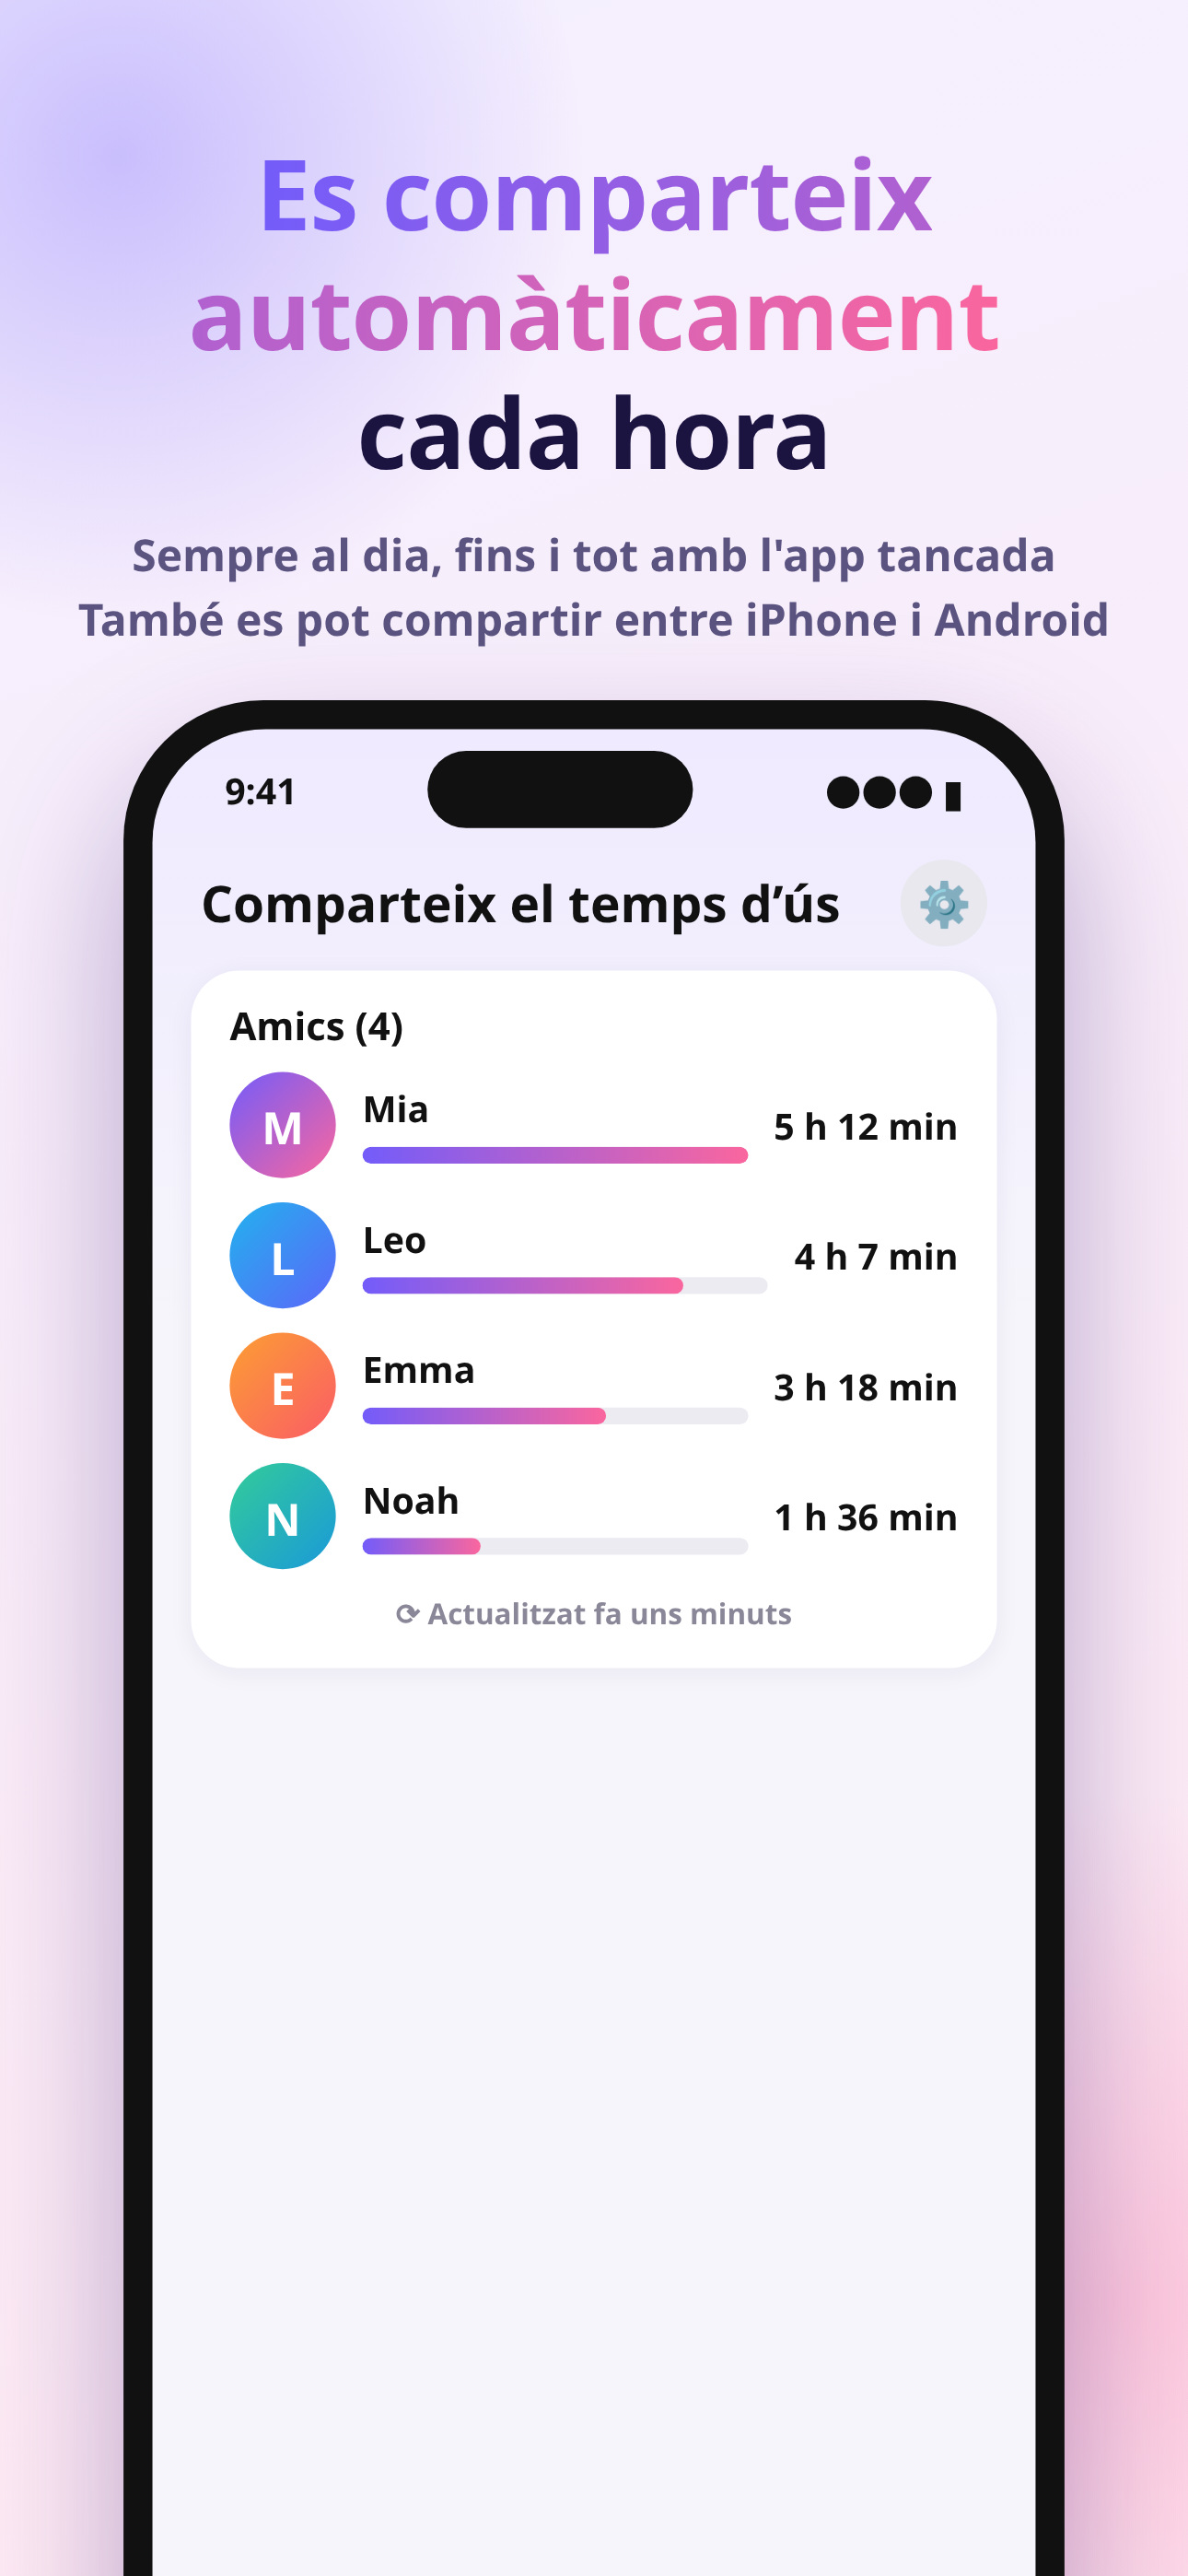 Es comparteix
automàticament
cada hora
Sempre al dia, fins i tot amb l'app tancada
També es pot compartir entre iPhone i Android
9:41
Comparteix el temps d’ús
Amics (4)
M
Mia
5 h 12 min
L
Leo
4 h 7 min
E
Emma
3 h 18 min
N
Noah
1 h 36 min
⟳ Actualitzat fa uns minuts